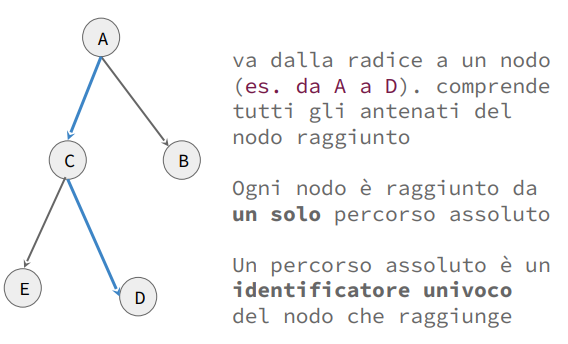 A
C
B
E
D
va dalla radice a un nodo
(es. da A a D). comprende
tutti gli antenati del
nodo raggiunto
Ogni nodo è raggiunto da
un solo percorso assoluto
Un percorso assoluto è un
identificatore univoco
del nodo che raggiunge